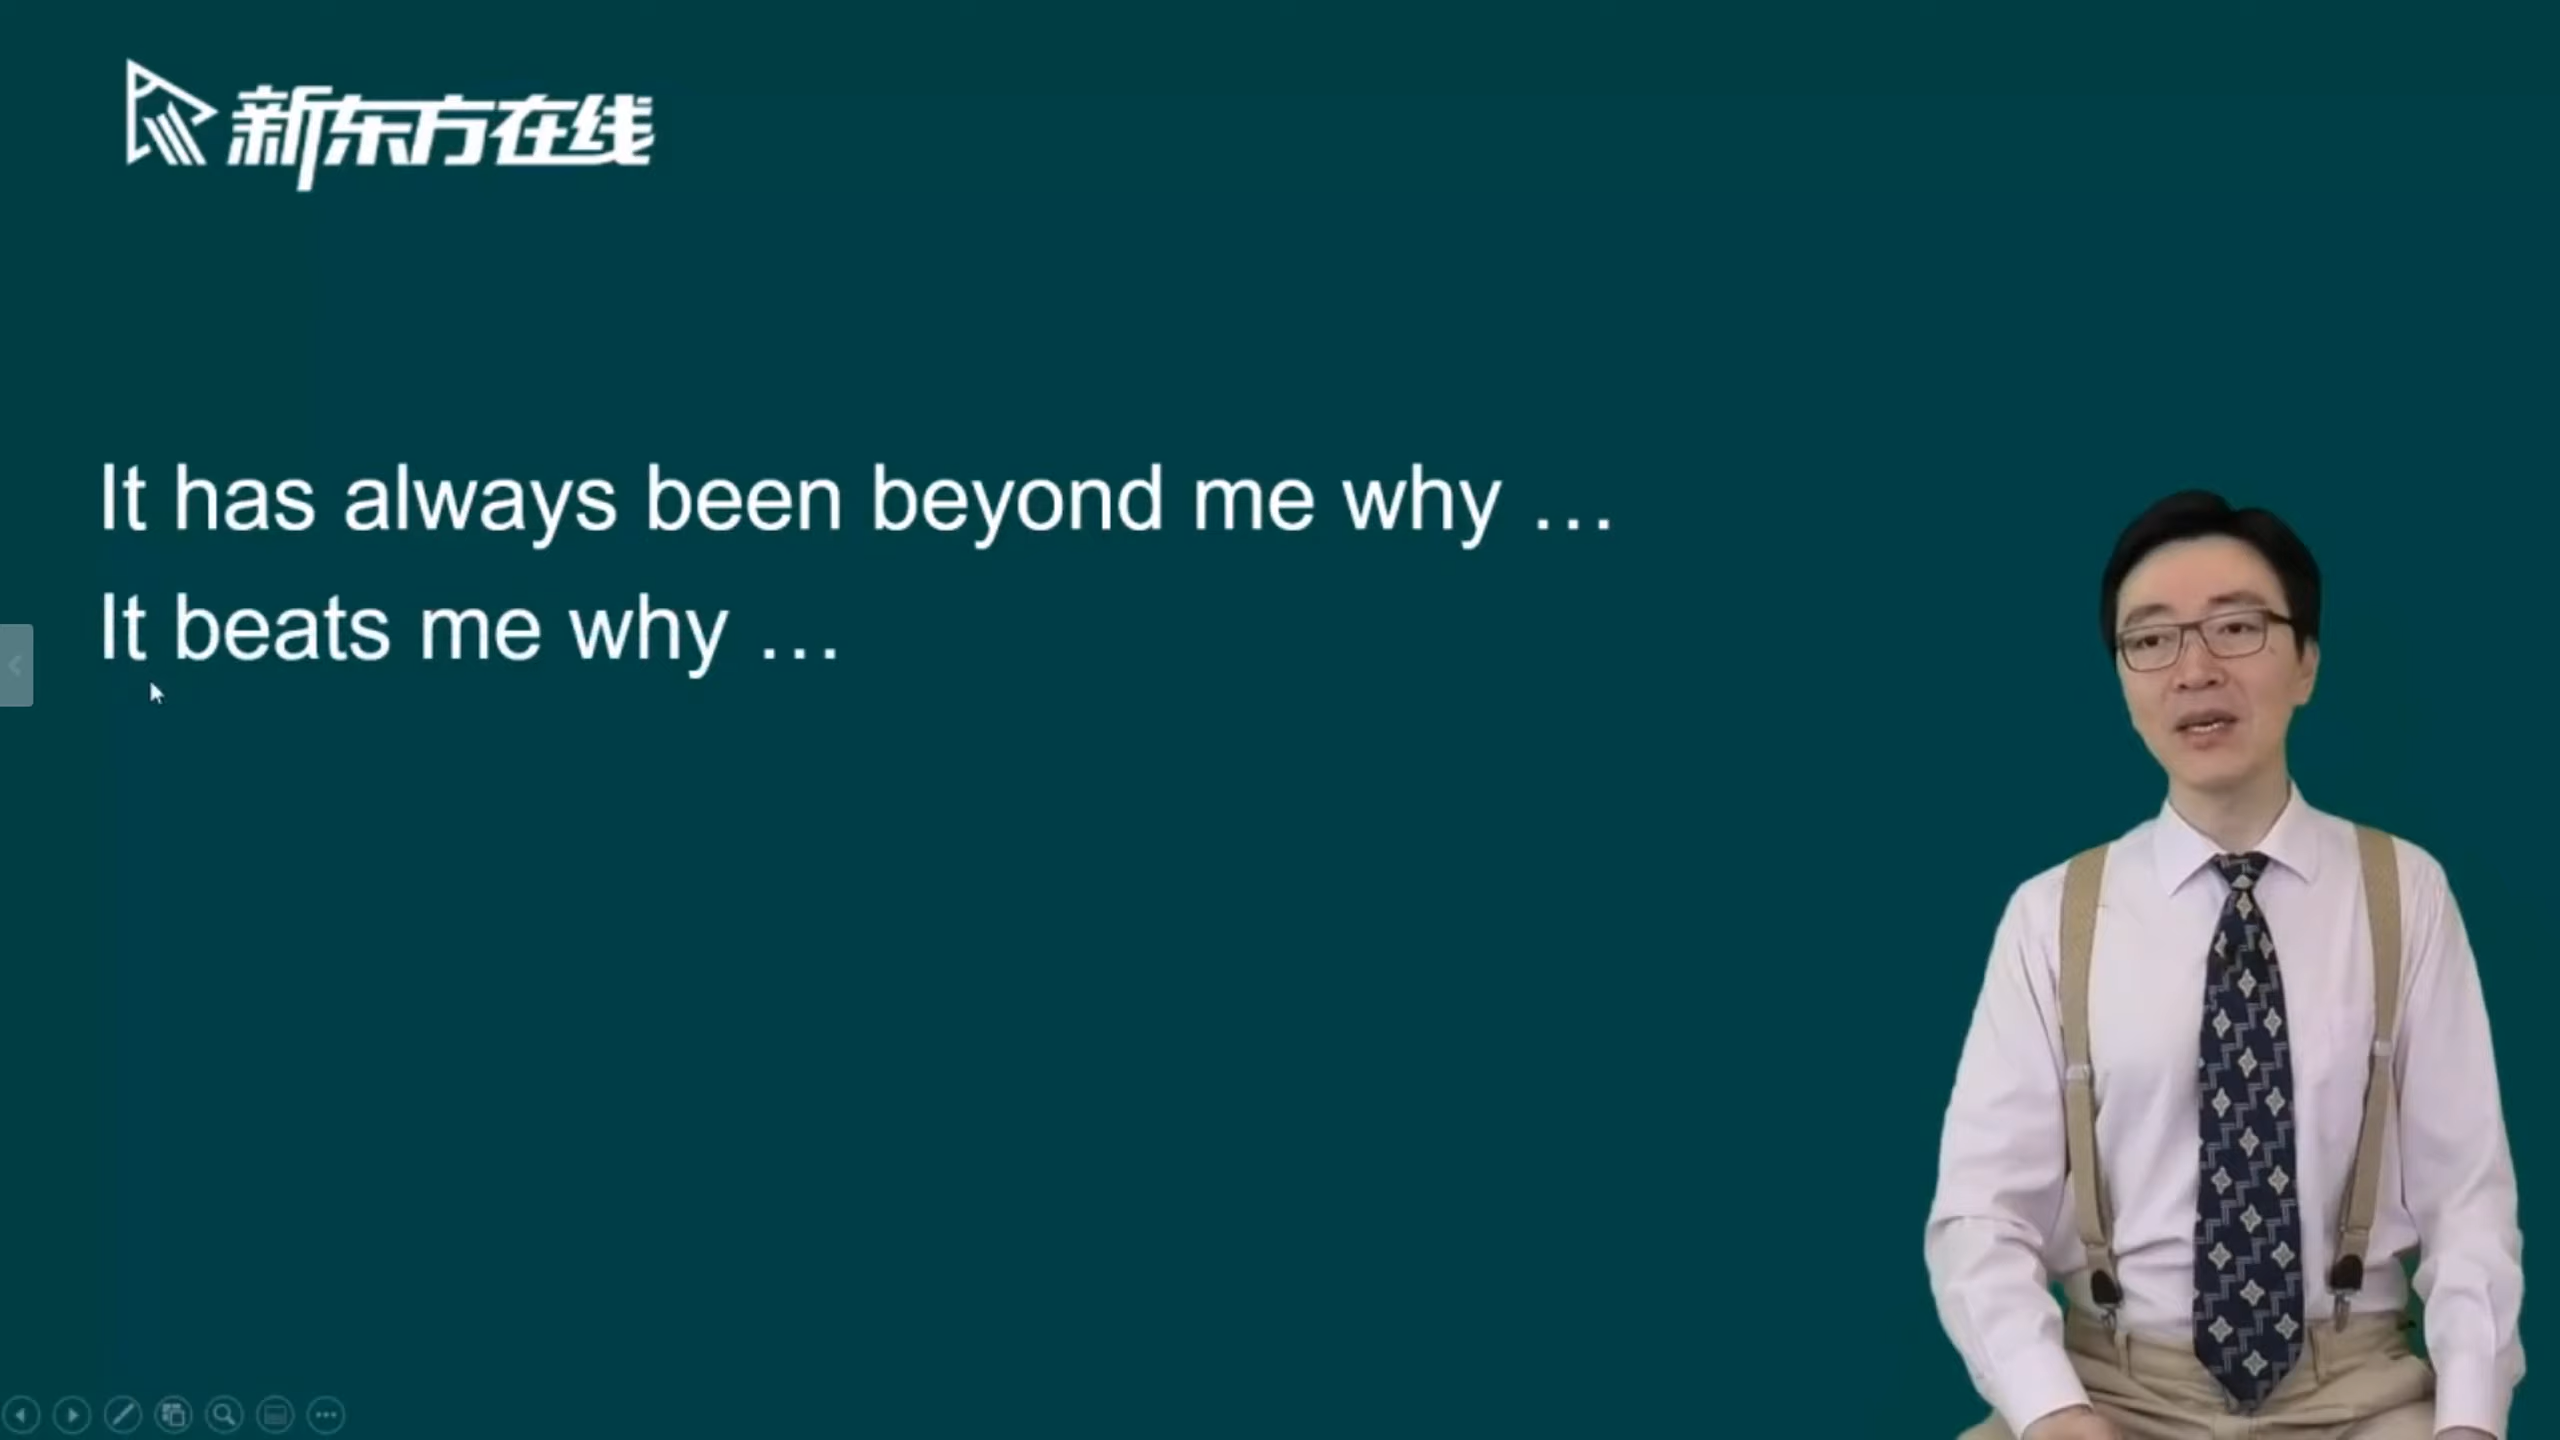 新东方在线
It has always been beyond me why …
It beats me why …